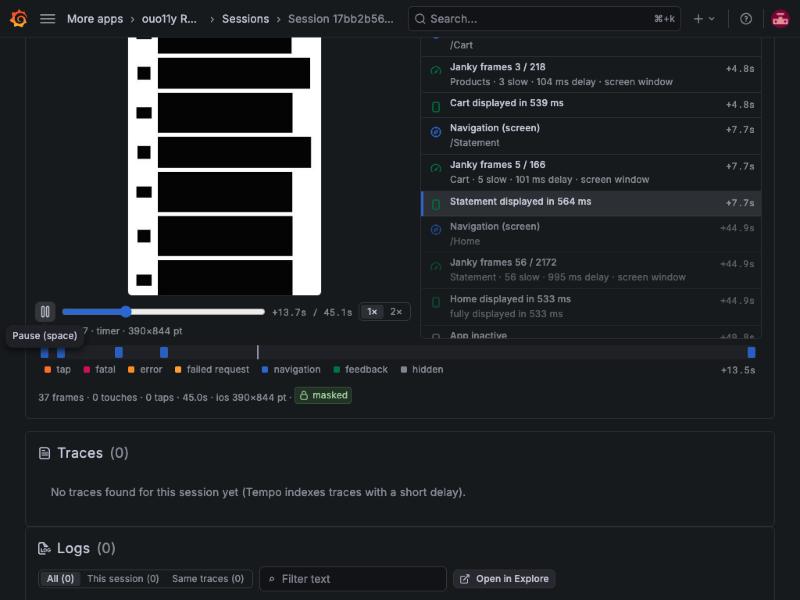 More apps › ouo11y R... › Sessions › Session 17bb2b56...
Search... ⌘+k
/Cart
Janky frames 3 / 218 +4.8s
Products · 3 slow · 104 ms delay · screen window
Cart displayed in 539 ms +4.8s
Navigation (screen) +7.7s
/Statement
Janky frames 5 / 166 +7.7s
Cart · 5 slow · 101 ms delay · screen window
Statement displayed in 564 ms +7.7s
Navigation (screen) +44.9s
/Home
Janky frames 56 / 2172 +44.9s
Statement · 56 slow · 995 ms delay · screen window
Home displayed in 533 ms +44.9s
fully displayed in 533 ms
App inactive +49.8s
+13.7s / 45.1s 1× 2×
Pause (space)
7 · timer · 390×844 pt
tap fatal error failed request navigation feedback hidden +13.5s
37 frames · 0 touches · 0 taps · 45.0s · ios 390×844 pt · masked
Traces (0)
No traces found for this session yet (Tempo indexes traces with a short delay).
Logs (0)
All (0) This session (0) Same traces (0) Filter text Open in Explore